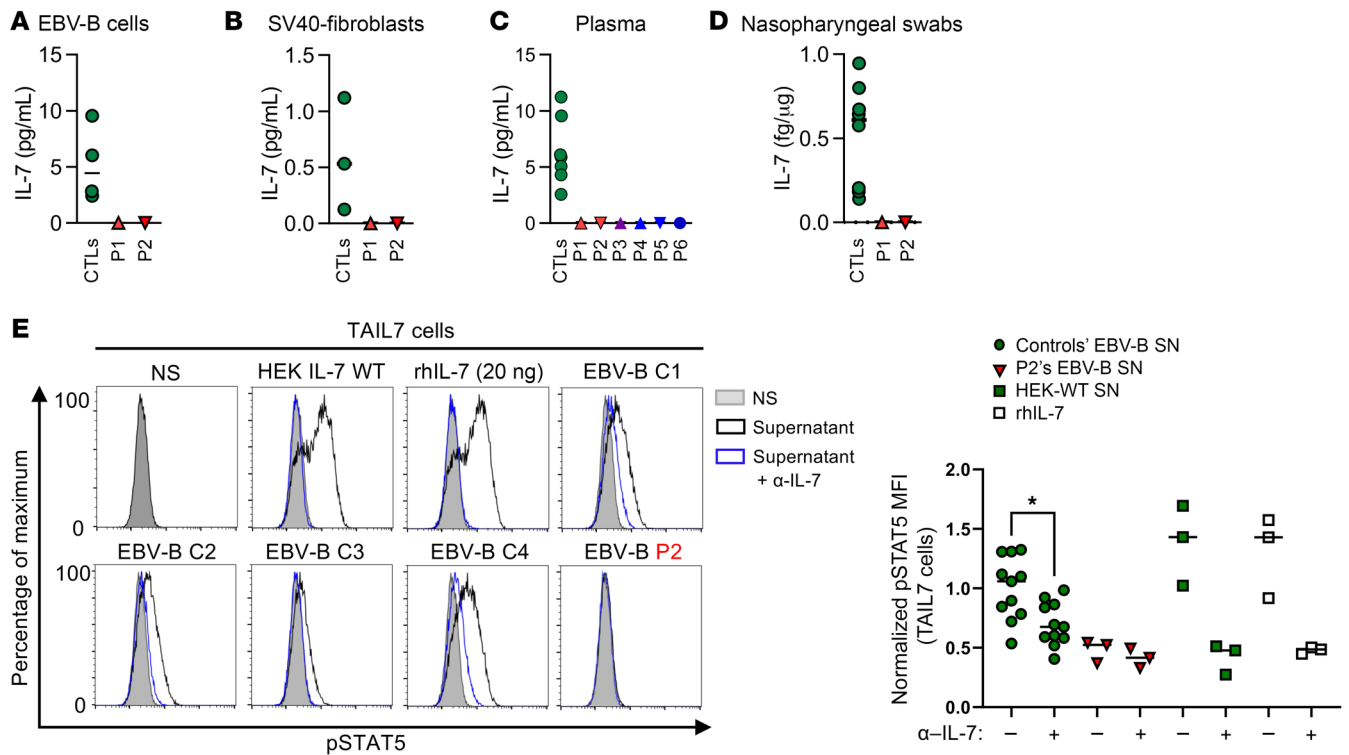 A EBV-B cells
IL-7 (pg/mL)
15
10
5
0
CTLs
P1
P2
B SV40-fibroblasts
IL-7 (pg/mL)
1.5
1.0
0.5
0.0
CTLs
P1
P2
C Plasma
IL-7 (pg/mL)
15
10
5
0
CTLs
P1
P2
P3
P4
P5
P6
D Nasopharyngeal swabs
IL-7 (fg/μg)
1.0
0.5
0.0
CTLs
P1
P2
E
TAIL7 cells
NS HEK IL-7 WT rhIL-7 (20 ng) EBV-B C1
100
0
EBV-B C2 EBV-B C3 EBV-B C4 EBV-B P2
100
0
Percentage of maximum
pSTAT5
NS
Supernatant
Supernatant
+ α-IL-7
Controls' EBV-B SN
P2's EBV-B SN
HEK-WT SN
rhIL-7
Normalized pSTAT5 MFI
(TAIL7 cells)
2.0
1.5
1.0
0.5
0.0
*
α–IL-7: – + – + – + – +